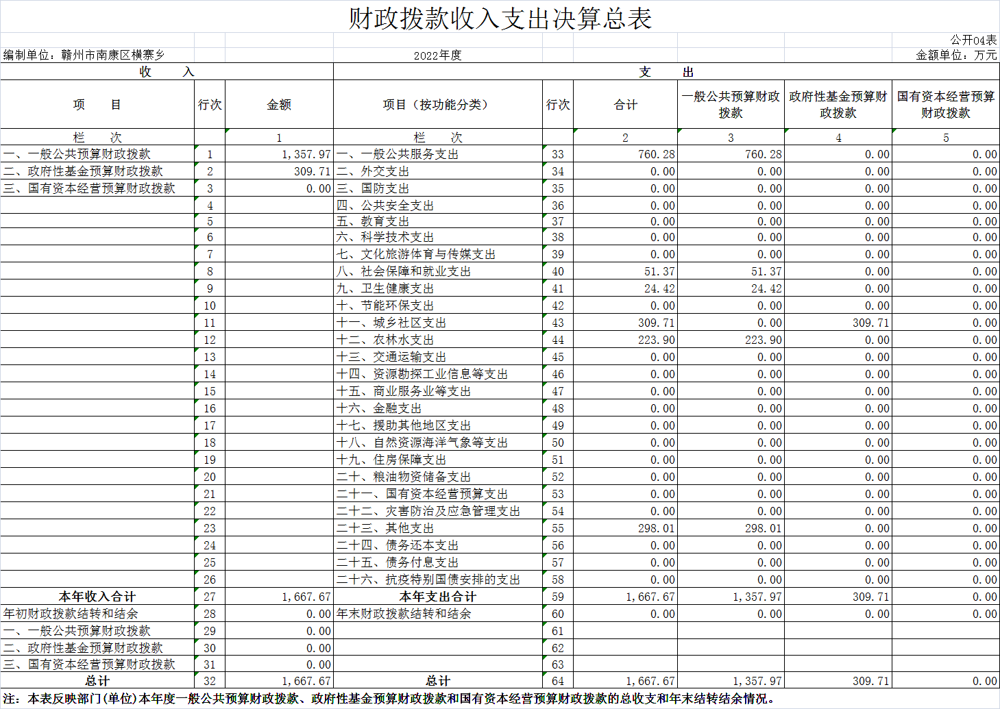 财政拨款收入支出决算总表
公开04表
编制单位：赣州市南康区横寨乡 2022年度 金额单位：万元
收 入 支 出
项 目 行次 金额 项目（按功能分类） 行次 合计 一般公共预算财政拨款 政府性基金预算财政拨款 国有资本经营预算财政拨款
栏 次 1 栏 次 2 3 4 5
一、一般公共预算财政拨款 1 1,357.97 一、一般公共服务支出 33 760.28 760.28 0.00 0.00
二、政府性基金预算财政拨款 2 309.71 二、外交支出 34 0.00 0.00 0.00 0.00
三、国有资本经营预算财政拨款 3 0.00 三、国防支出 35 0.00 0.00 0.00 0.00
4 四、公共安全支出 36 0.00 0.00 0.00 0.00
5 五、教育支出 37 0.00 0.00 0.00 0.00
6 六、科学技术支出 38 0.00 0.00 0.00 0.00
7 七、文化旅游体育与传媒支出 39 0.00 0.00 0.00 0.00
8 八、社会保障和就业支出 40 51.37 51.37 0.00 0.00
9 九、卫生健康支出 41 24.42 24.42 0.00 0.00
10 十、节能环保支出 42 0.00 0.00 0.00 0.00
11 十一、城乡社区支出 43 309.71 0.00 309.71 0.00
12 十二、农林水支出 44 223.90 223.90 0.00 0.00
13 十三、交通运输支出 45 0.00 0.00 0.00 0.00
14 十四、资源勘探工业信息等支出 46 0.00 0.00 0.00 0.00
15 十五、商业服务业等支出 47 0.00 0.00 0.00 0.00
16 十六、金融支出 48 0.00 0.00 0.00 0.00
17 十七、援助其他地区支出 49 0.00 0.00 0.00 0.00
18 十八、自然资源海洋气象等支出 50 0.00 0.00 0.00 0.00
19 十九、住房保障支出 51 0.00 0.00 0.00 0.00
20 二十、粮油物资储备支出 52 0.00 0.00 0.00 0.00
21 二十一、国有资本经营预算支出 53 0.00 0.00 0.00 0.00
22 二十二、灾害防治及应急管理支出 54 0.00 0.00 0.00 0.00
23 二十三、其他支出 55 298.01 298.01 0.00 0.00
24 二十四、债务还本支出 56 0.00 0.00 0.00 0.00
25 二十五、债务付息支出 57 0.00 0.00 0.00 0.00
26 二十六、抗疫特别国债安排的支出 58 0.00 0.00 0.00 0.00
本年收入合计 27 1,667.67 本年支出合计 59 1,667.67 1,357.97 309.71 0.00
年初财政拨款结转和结余 28 0.00 年末财政拨款结转和结余 60 0.00 0.00 0.00 0.00
一、一般公共预算财政拨款 29 0.00 61
二、政府性基金预算财政拨款 30 0.00 62
三、国有资本经营预算财政拨款 31 0.00 63
总计 32 1,667.67 总计 64 1,667.67 1,357.97 309.71 0.00
注：本表反映部门(单位)本年度一般公共预算财政拨款、政府性基金预算财政拨款和国有资本经营预算财政拨款的总收支和年末结转结余情况。